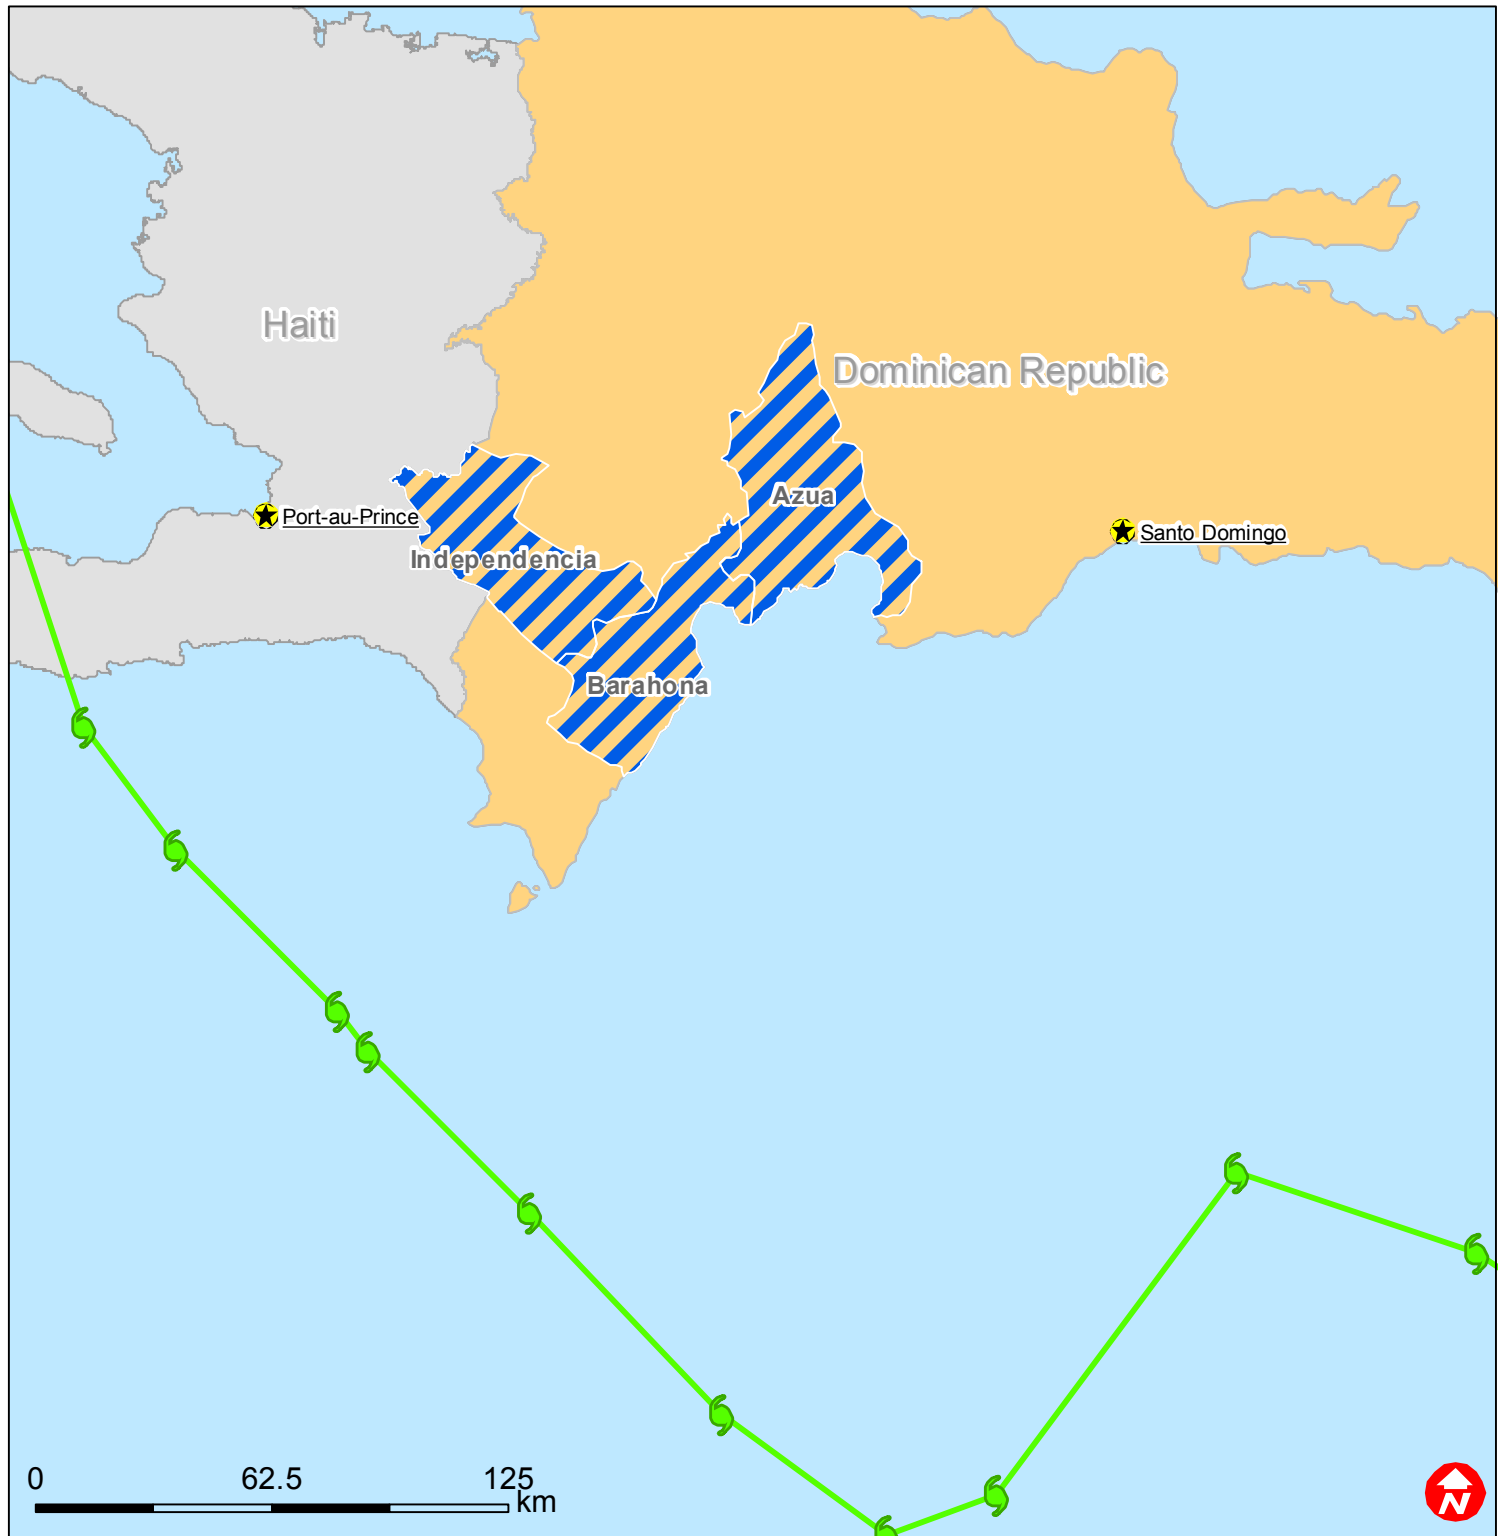 Haiti
Dominican Republic
Azua
Port-au-Prince
Santo Domingo
Independencia
Barahona
0 62.5 125
km
N